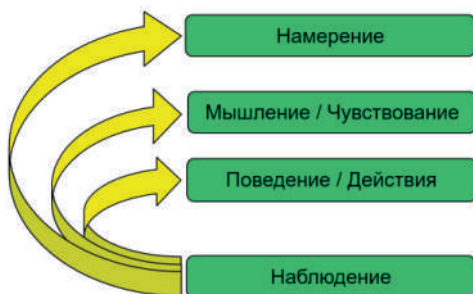 Намерение
Мышление / Чувствование
Поведение / Действия
Наблюдение